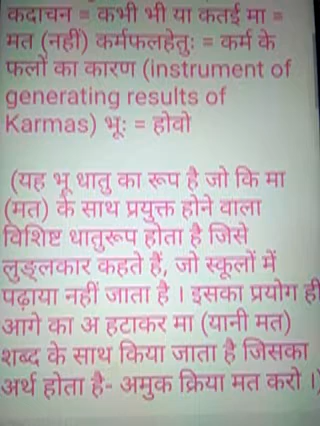 कदाचन = कभी भी या कतई मा =
मत (नहीं) कर्मफलहेतुः = कर्म के
फलों का कारण (instrument of
generating results of
Karmas) भूः = होवो
(यह भू धातु का रूप है जो कि मा
(मत) के साथ प्रयुक्त होने वाला
विशिष्ट धातुरूप होता है जिसे
लुङ्लकार कहते हैं, जो स्कूलों में
पढ़ाया नहीं जाता है । इसका प्रयोग ही
आगे का अ हटाकर मा (यानी मत)
शब्द के साथ किया जाता है जिसका
अर्थ होता है- अमुक क्रिया मत करो ।)